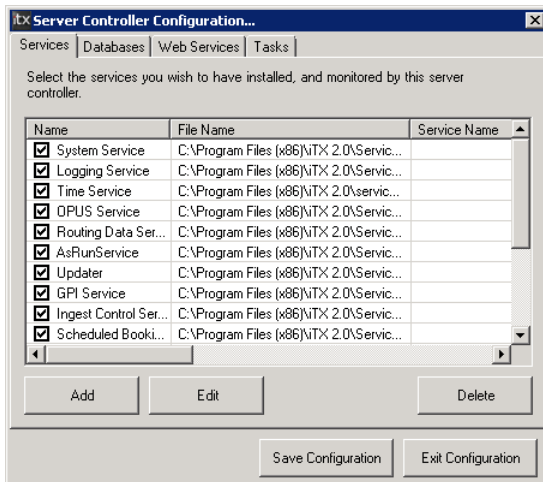 itx Server Controller Configuration...
Services Databases Web Services Tasks
Select the services you wish to have installed, and monitored by this server
controller.
Name File Name Service Name
System Service C:\Program Files (x86)\iTX 2.0\Servic...
Logging Service C:\Program Files (x86)\iTX 2.0\Servic...
Time Service C:\Program Files (x86)\iTX 2.0\servic...
OPUS Service C:\Program Files (x86)\iTX 2.0\Servic...
Routing Data Ser... C:\Program Files (x86)\iTX 2.0\Servic...
AsRunService C:\Program Files (x86)\iTX 2.0\Servic...
Updater C:\Program Files (x86)\iTX 2.0\Servic...
GPI Service C:\Program Files (x86)\iTX 2.0\Servic...
Ingest Control Ser... C:\Program Files (x86)\iTX 2.0\Servic...
Scheduled Booki... C:\Program Files (x86)\iTX 2.0\Servic...
Add Edit Delete
Save Configuration Exit Configuration